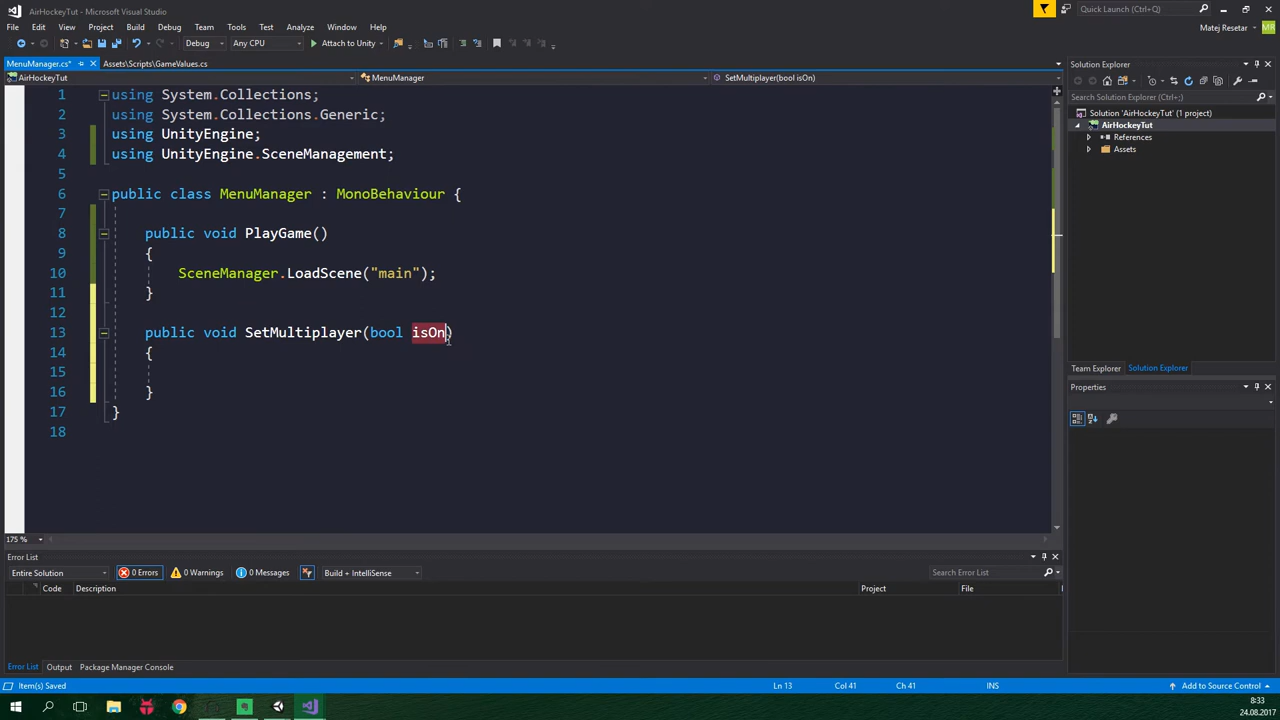 AirHockeyTut - Microsoft Visual Studio
Quick Launch (Ctrl+Q)
File Edit View Project Build Debug Team Tools Test Analyze Window Help
Matej Resetar
MR
Debug Any CPU Attach to Unity
MenuManager.cs* Assets\Scripts\GameValues.cs
AirHockeyTut MenuManager SetMultiplayer(bool isOn)
1 using System.Collections;
2 using System.Collections.Generic;
3 using UnityEngine;
4 using UnityEngine.SceneManagement;
5
6 public class MenuManager : MonoBehaviour {
7
8 public void PlayGame()
9 {
10 SceneManager.LoadScene("main");
11 }
12
13 public void SetMultiplayer(bool isOn)
14 {
15
16 }
17 }
18
175 %
Solution Explorer
Search Solution Explorer (Ctrl+;)
Solution 'AirHockeyTut' (1 project)
AirHockeyTut
References
Assets
Team Explorer Solution Explorer
Properties
Error List
Entire Solution 0 Errors 0 Warnings 0 Messages Build + IntelliSense
Search Error List
Code Description Project File
Error List Output Package Manager Console
Item(s) Saved Ln 13 Col 41 Ch 41 INS Add to Source Control
8:33
24.08.2017